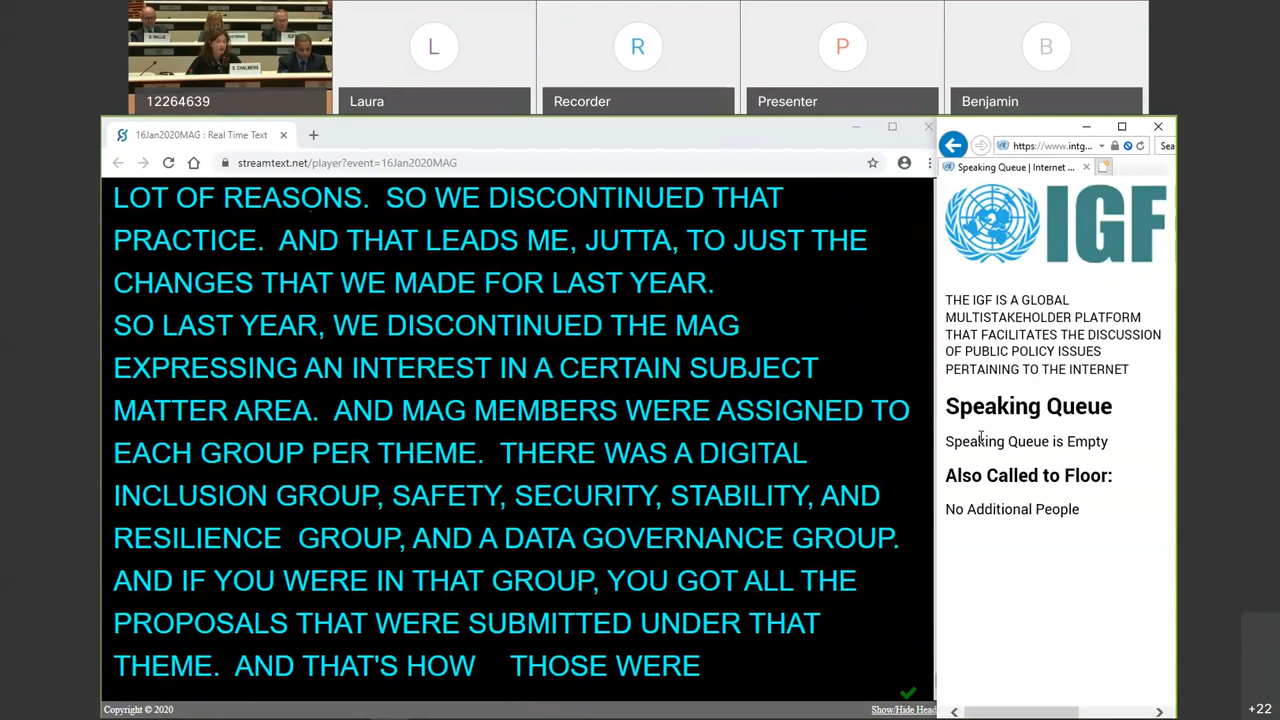 B. WALLIS
S. CHALMERS
12264639
L
Laura
R
Recorder
P
Presenter
B
Benjamin
16Jan2020MAG : Real Time Text
streamtext.net/player?event=16Jan2020MAG
LOT OF REASONS.  SO WE DISCONTINUED THAT
PRACTICE.  AND THAT LEADS ME, JUTTA, TO JUST THE
CHANGES THAT WE MADE FOR LAST YEAR.
SO LAST YEAR, WE DISCONTINUED THE MAG
EXPRESSING AN INTEREST IN A CERTAIN SUBJECT
MATTER AREA.  AND MAG MEMBERS WERE ASSIGNED TO
EACH GROUP PER THEME.  THERE WAS A DIGITAL
INCLUSION GROUP, SAFETY, SECURITY, STABILITY, AND
RESILIENCE  GROUP, AND A DATA GOVERNANCE GROUP.
AND IF YOU WERE IN THAT GROUP, YOU GOT ALL THE
PROPOSALS THAT WERE SUBMITTED UNDER THAT
THEME.  AND THAT'S HOW    THOSE WERE
Copyright © 2020
Show/Hide Head
https://www.intg...
Sea
Speaking Queue | Internet ...
IGF
THE IGF IS A GLOBAL
MULTISTAKEHOLDER PLATFORM
THAT FACILITATES THE DISCUSSION
OF PUBLIC POLICY ISSUES
PERTAINING TO THE INTERNET
Speaking Queue
Speaking Queue is Empty
Also Called to Floor:
No Additional People
+22